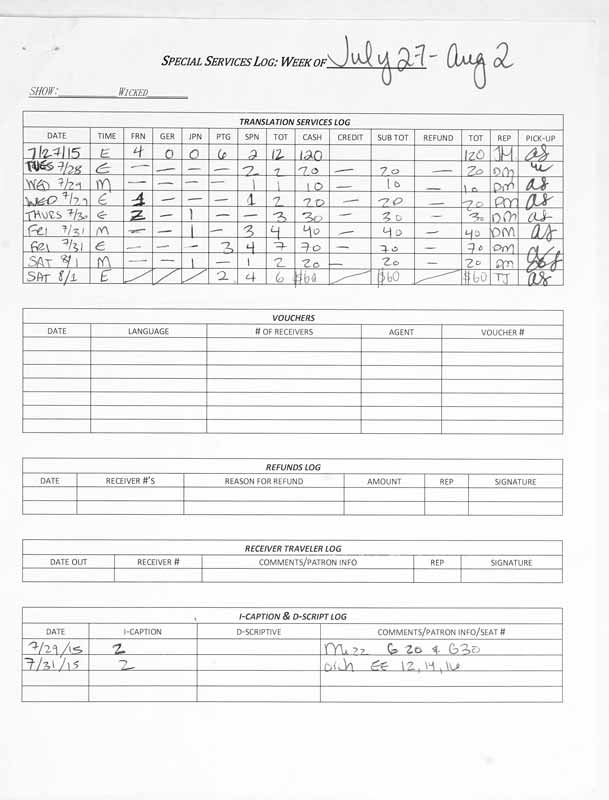 SPECIAL SERVICES LOG: WEEK OF July 27 - Aug 2
SHOW: WICKED
TRANSLATION SERVICES LOG
DATE TIME FRN GER JPN PTG SPN TOT CASH CREDIT SUB TOT REFUND TOT REP PICK-UP
7/27/15 E 4 0 0 6 2 12 120 120 JM as
TUES 7/28 E — — — — 2 2 20 — 20 — 20 DM
WED 7/29 M — — — — 1 1 10 — 10 — 10 DM as
WED 7/29 E 1 — — — 1 2 20 — 20 — 20 DM as
THURS 7/30 E 2 — 1 — — 3 30 — 30 — 30 DM as
FRI 7/31 M — — 1 — 3 4 40 — 40 — 40 DM as
FRI 7/31 E — — — 3 4 7 70 — 70 — 70 DM
SAT 8/1 M — — 1 — 1 2 20 — 20 — 20 DM as
SAT 8/1 E 2 4 6 $60 $60 $60 TJ as
VOUCHERS
DATE LANGUAGE # OF RECEIVERS AGENT VOUCHER #
REFUNDS LOG
DATE RECEIVER #'S REASON FOR REFUND AMOUNT REP SIGNATURE
RECEIVER TRAVELER LOG
DATE OUT RECEIVER # COMMENTS/PATRON INFO REP SIGNATURE
I-CAPTION & D-SCRIPT LOG
DATE I-CAPTION D-SCRIPTIVE COMMENTS/PATRON INFO/SEAT #
7/29/15 2 Mezz G 20 & G30
7/31/15 2 orch EE 12, 14, 16